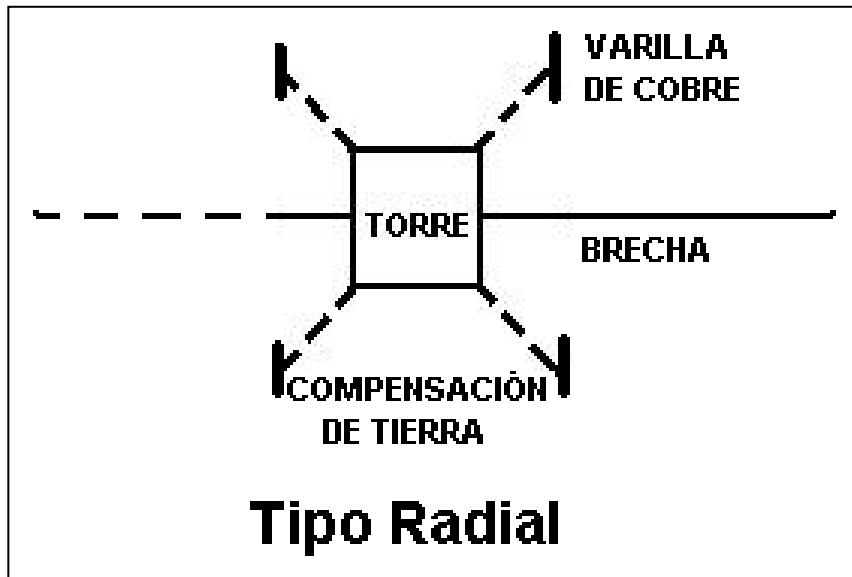 VARILLA
DE COBRE
TORRE
BRECHA
COMPENSACIÓN
DE TIERRA
Tipo Radial